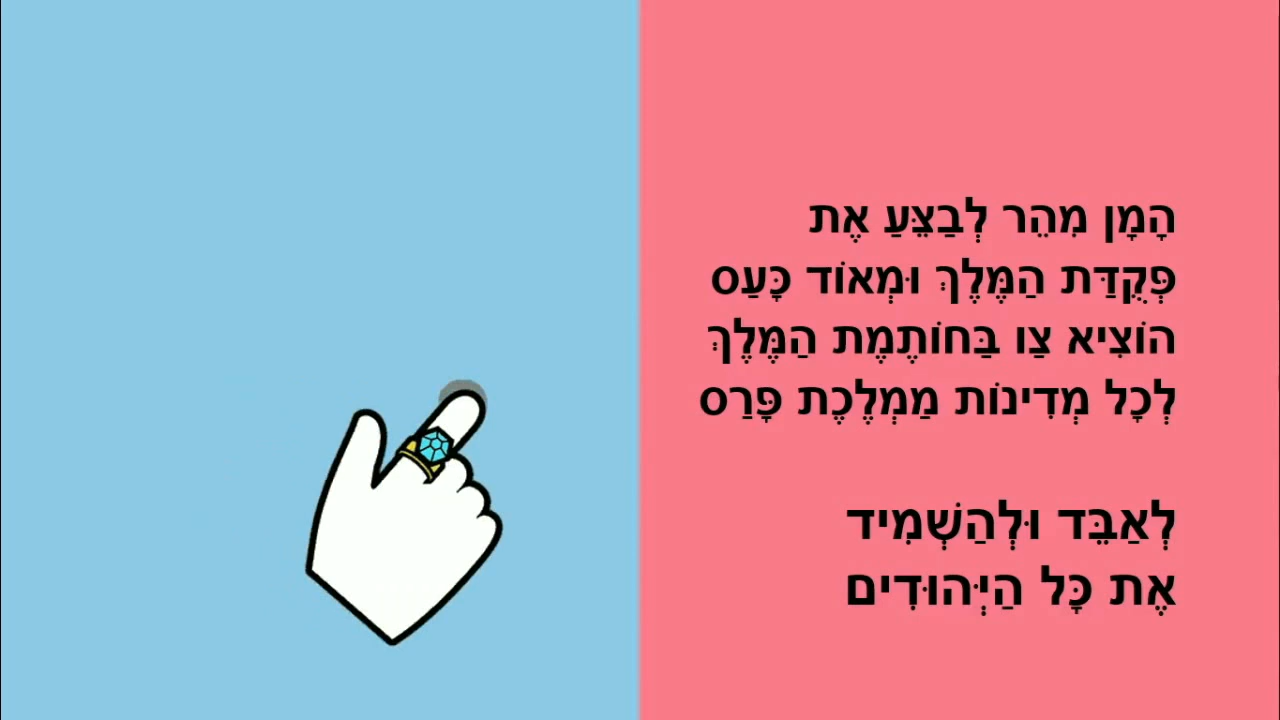 הָמָן מִהֵר לְבַצֵּעַ אֶת
פְּקֻדַּת הַמֶּלֶךְ וּמְאוֹד כָּעַס
הוֹצִיא צַו בַּחוֹתֶמֶת הַמֶּלֶךְ
לְכָל מְדִינוֹת מַמְלֶכֶת פָּרַס
לְאַבֵּד וּלְהַשְׁמִיד
אֶת כָּל הַיְּהוּדִים